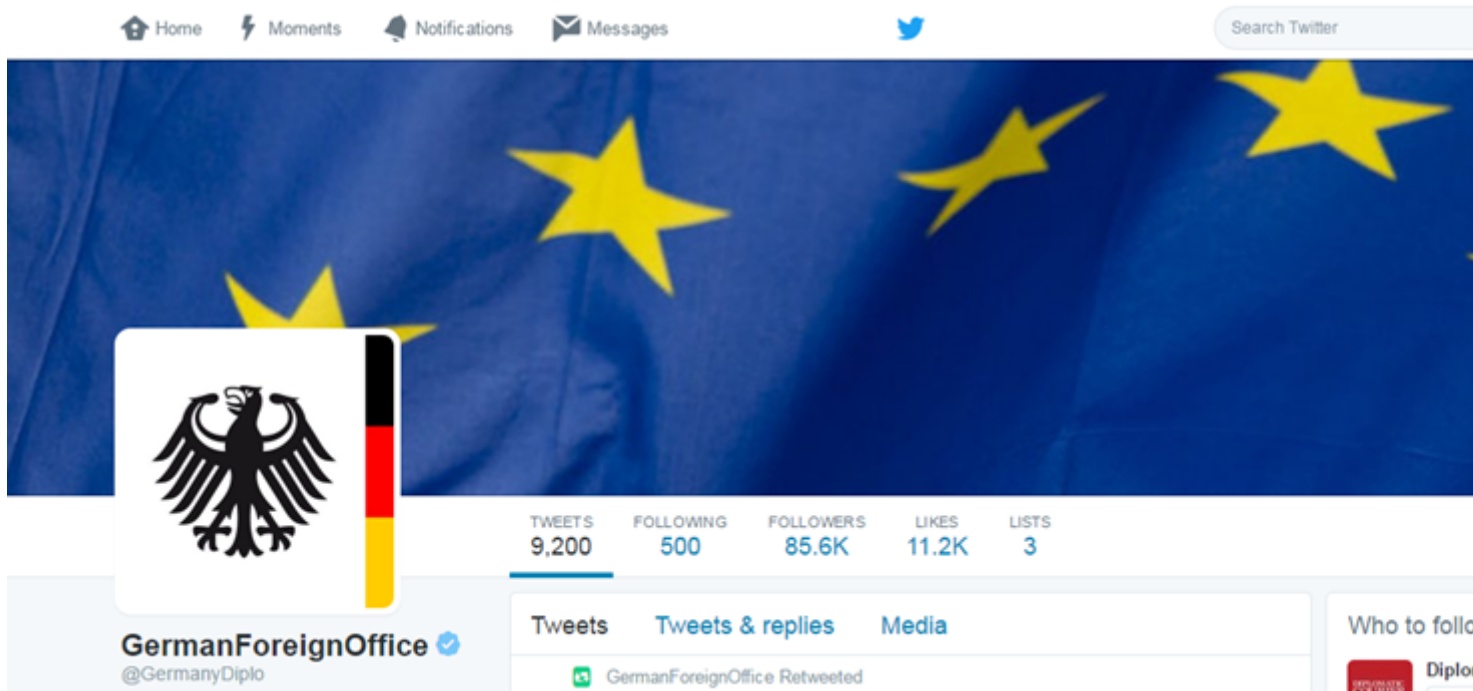 Home Moments Notifications Messages Search Twitter
TWEETS FOLLOWING FOLLOWERS LIKES LISTS
9,200 500 85.6K 11.2K 3
Tweets Tweets & replies Media
Who to follo
GermanForeignOffice
@GermanyDiplo
GermanForeignOffice Retweeted
Diplo